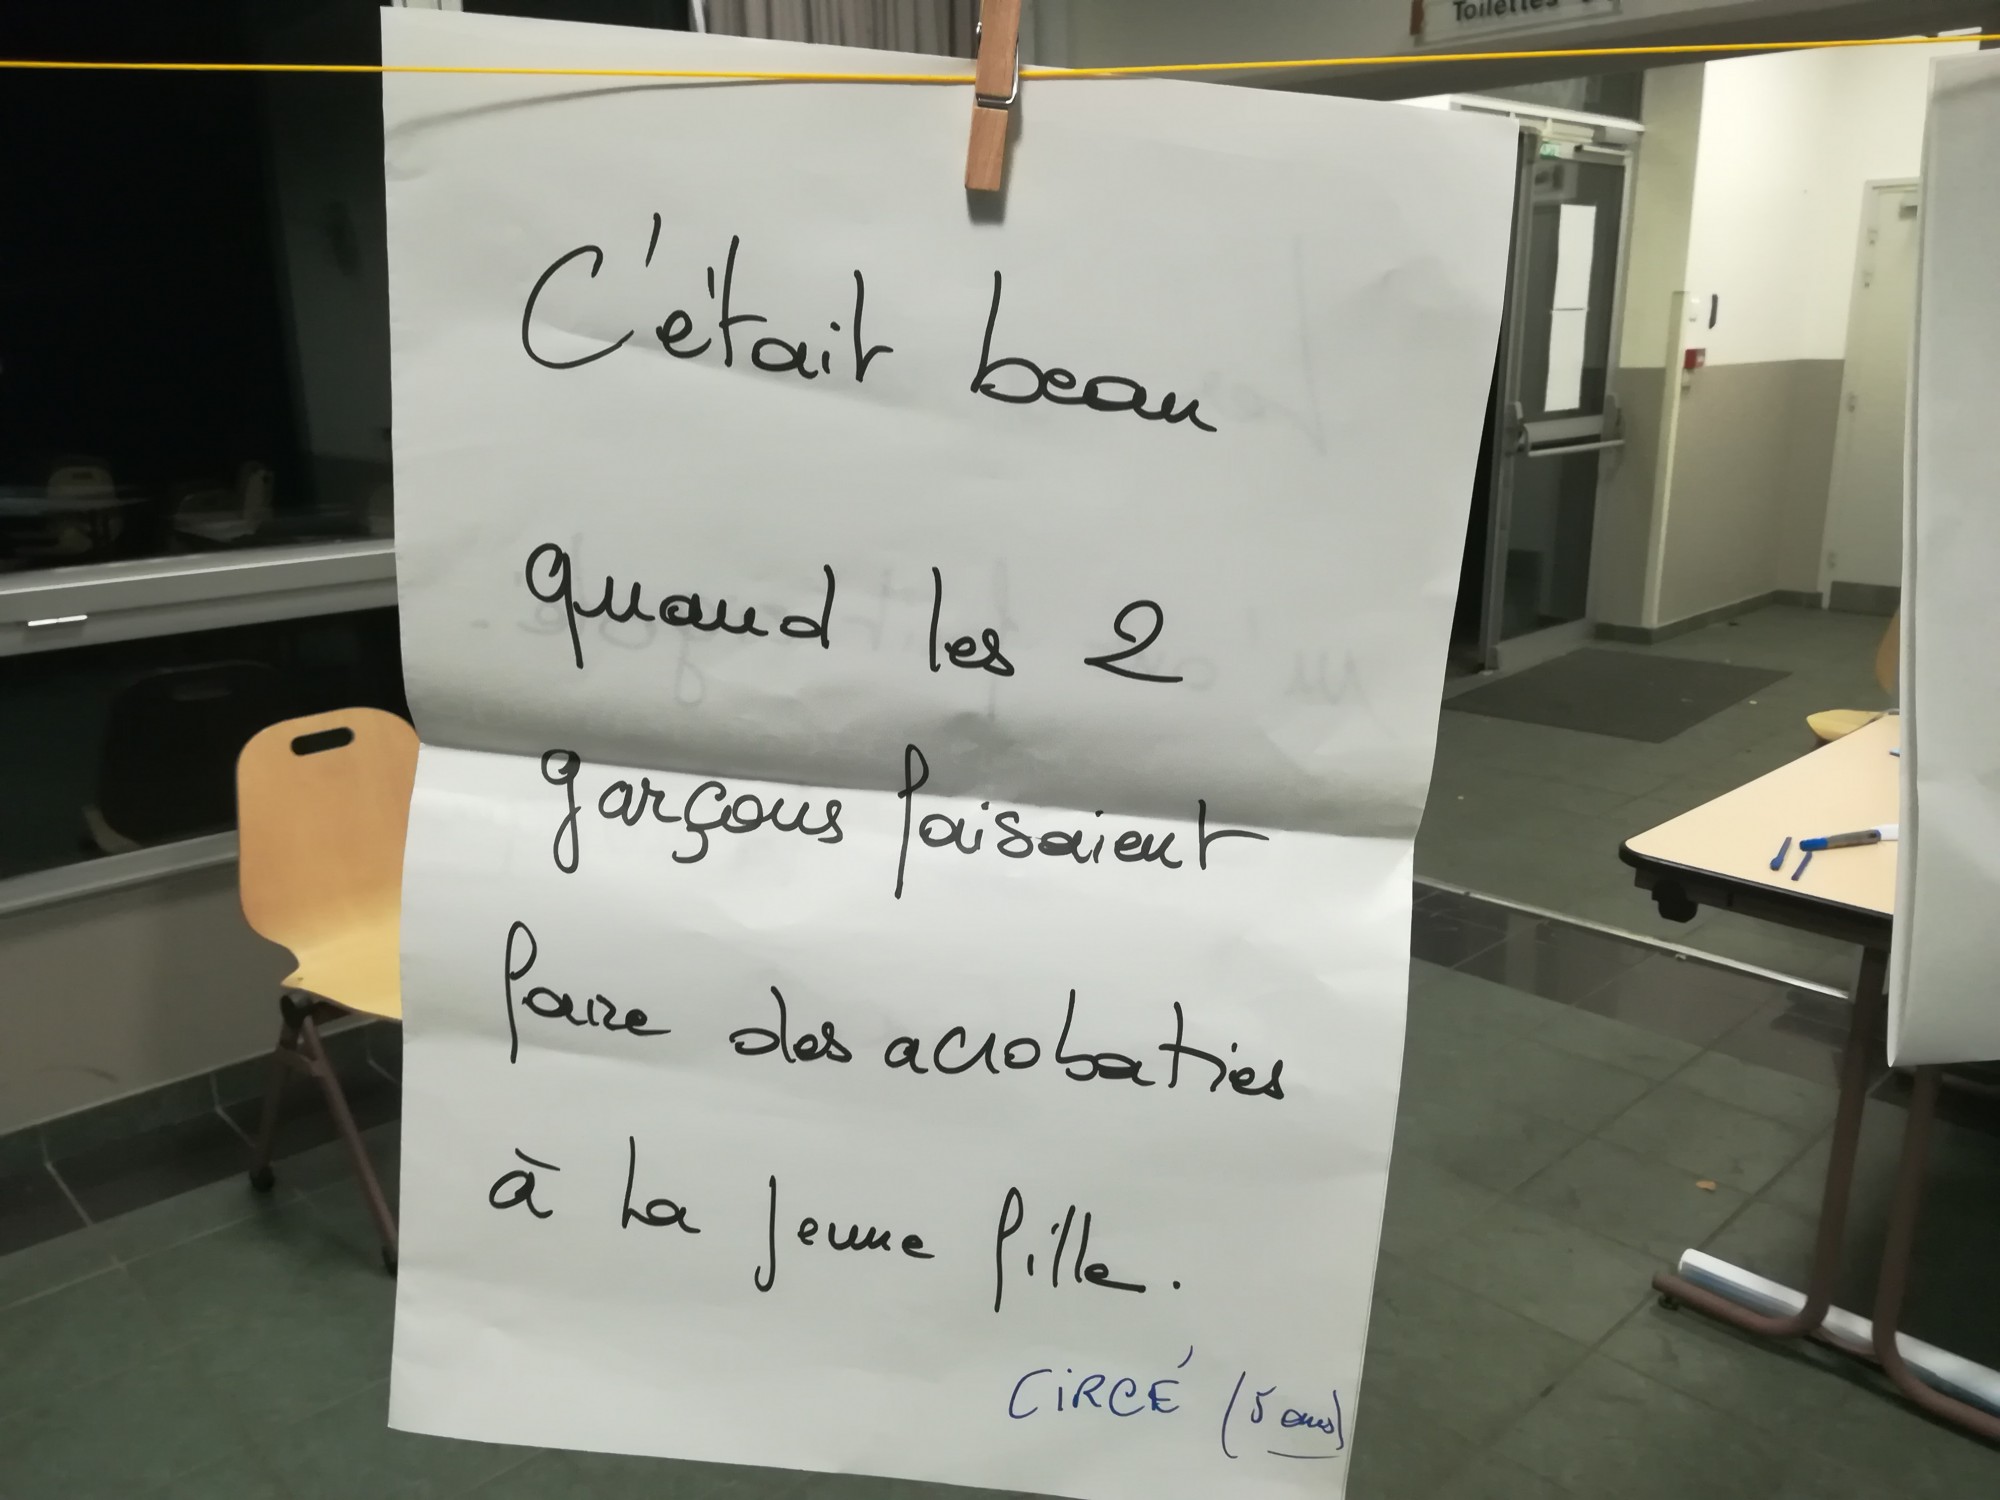 Toilettes
C'était beau
quand les 2
garçons faisaient
faire des acrobaties
à la jeune fille.
CiRCÉ (5 ans)